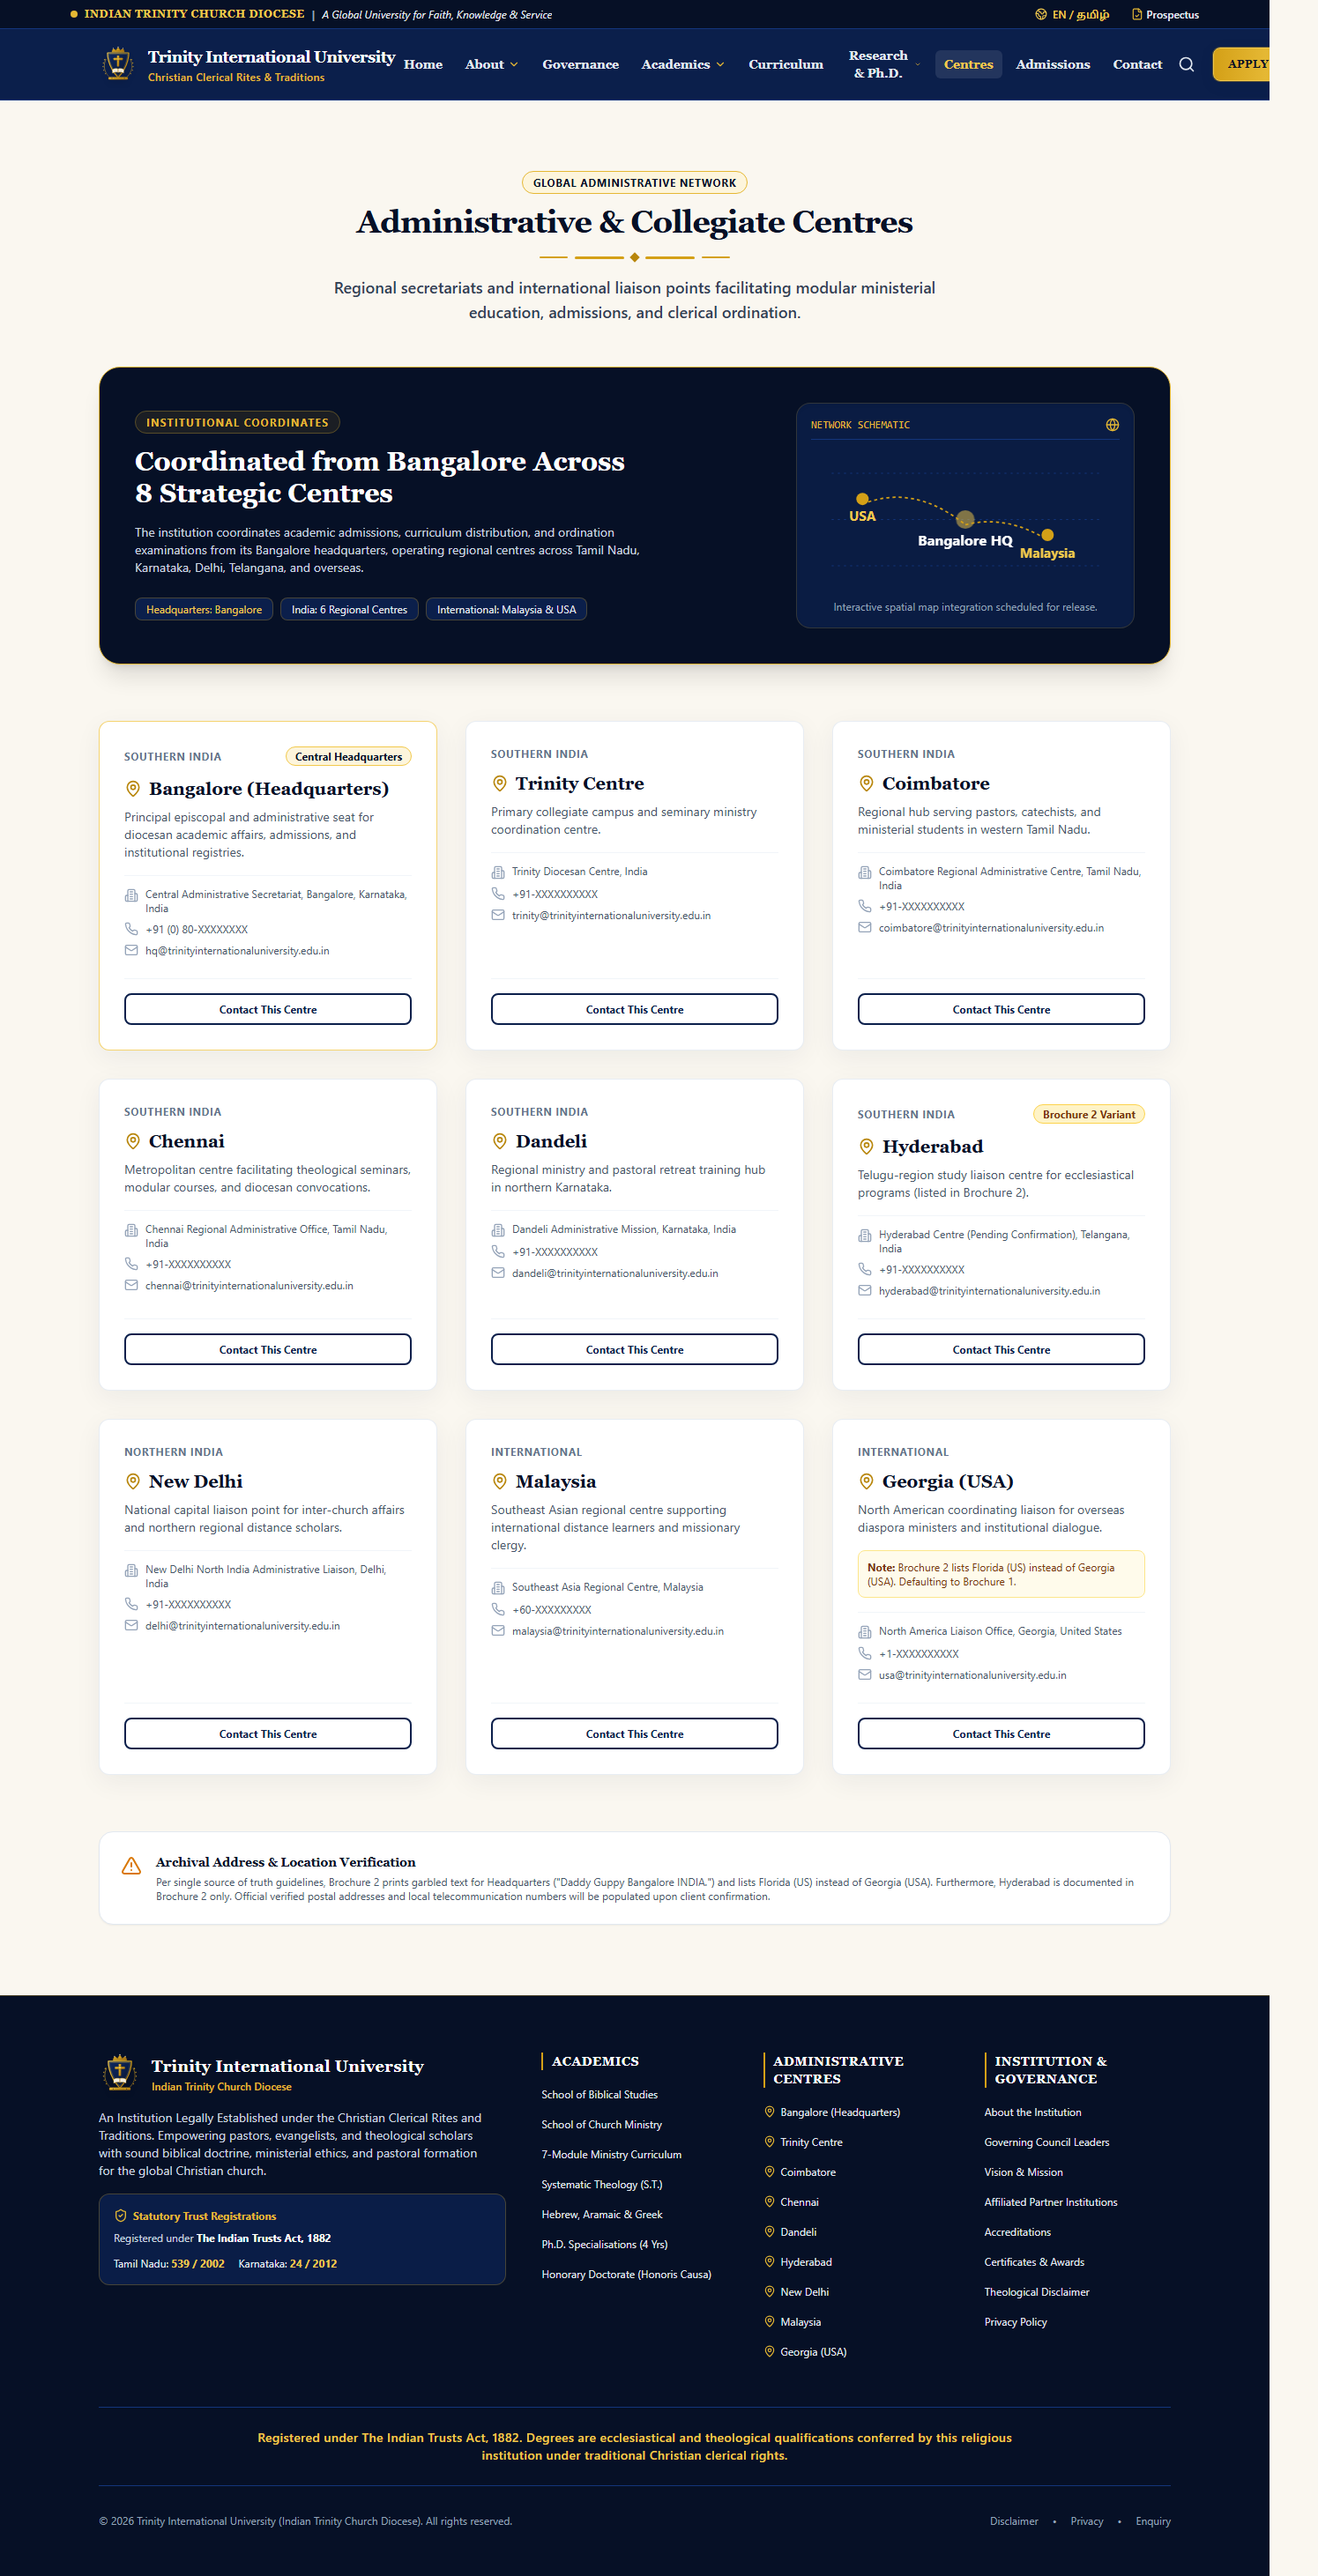 INDIAN TRINITY CHURCH DIOCESE | A Global University for Faith, Knowledge & Service
EN / தமிழ்
Prospectus
Trinity International University
Christian Clerical Rites & Traditions
Home
About
Governance
Academics
Curriculum
Research
& Ph.D.
Centres
Admissions
Contact
APPLY
GLOBAL ADMINISTRATIVE NETWORK
Administrative & Collegiate Centres
Regional secretariats and international liaison points facilitating modular ministerial
education, admissions, and clerical ordination.
INSTITUTIONAL COORDINATES
Coordinated from Bangalore Across
8 Strategic Centres
The institution coordinates academic admissions, curriculum distribution, and ordination
examinations from its Bangalore headquarters, operating regional centres across Tamil Nadu,
Karnataka, Delhi, Telangana, and overseas.
Headquarters: Bangalore
India: 6 Regional Centres
International: Malaysia & USA
NETWORK SCHEMATIC
USA
Bangalore HQ
Malaysia
Interactive spatial map integration scheduled for release.
SOUTHERN INDIA
Central Headquarters
Bangalore (Headquarters)
Principal episcopal and administrative seat for
diocesan academic affairs, admissions, and
institutional registries.
Central Administrative Secretariat, Bangalore, Karnataka,
India
+91 (0) 80-XXXXXXXX
hq@trinityinternationaluniversity.edu.in
Contact This Centre
SOUTHERN INDIA
Trinity Centre
Primary collegiate campus and seminary ministry
coordination centre.
Trinity Diocesan Centre, India
+91-XXXXXXXXXX
trinity@trinityinternationaluniversity.edu.in
Contact This Centre
SOUTHERN INDIA
Coimbatore
Regional hub serving pastors, catechists, and
ministerial students in western Tamil Nadu.
Coimbatore Regional Administrative Centre, Tamil Nadu,
India
+91-XXXXXXXXXX
coimbatore@trinityinternationaluniversity.edu.in
Contact This Centre
SOUTHERN INDIA
Chennai
Metropolitan centre facilitating theological seminars,
modular courses, and diocesan convocations.
Chennai Regional Administrative Office, Tamil Nadu,
India
+91-XXXXXXXXXX
chennai@trinityinternationaluniversity.edu.in
Contact This Centre
SOUTHERN INDIA
Dandeli
Regional ministry and pastoral retreat training hub
in northern Karnataka.
Dandeli Administrative Mission, Karnataka, India
+91-XXXXXXXXXX
dandeli@trinityinternationaluniversity.edu.in
Contact This Centre
SOUTHERN INDIA
Brochure 2 Variant
Hyderabad
Telugu-region study liaison centre for ecclesiastical
programs (listed in Brochure 2).
Hyderabad Centre (Pending Confirmation), Telangana,
India
+91-XXXXXXXXXX
hyderabad@trinityinternationaluniversity.edu.in
Contact This Centre
NORTHERN INDIA
New Delhi
National capital liaison point for inter-church affairs
and northern regional distance scholars.
New Delhi North India Administrative Liaison, Delhi,
India
+91-XXXXXXXXXX
delhi@trinityinternationaluniversity.edu.in
Contact This Centre
INTERNATIONAL
Malaysia
Southeast Asian regional centre supporting
international distance learners and missionary
clergy.
Southeast Asia Regional Centre, Malaysia
+60-XXXXXXXXX
malaysia@trinityinternationaluniversity.edu.in
Contact This Centre
INTERNATIONAL
Georgia (USA)
North American coordinating liaison for overseas
diaspora ministers and institutional dialogue.
Note: Brochure 2 lists Florida (US) instead of Georgia
(USA). Defaulting to Brochure 1.
North America Liaison Office, Georgia, United States
+1-XXXXXXXXXX
usa@trinityinternationaluniversity.edu.in
Contact This Centre
Archival Address & Location Verification
Per single source of truth guidelines, Brochure 2 prints garbled text for Headquarters ("Daddy Guppy Bangalore INDIA.") and lists Florida (US) instead of Georgia (USA). Furthermore, Hyderabad is documented in
Brochure 2 only. Official verified postal addresses and local telecommunication numbers will be populated upon client confirmation.
Trinity International University
Indian Trinity Church Diocese
An Institution Legally Established under the Christian Clerical Rites and
Traditions. Empowering pastors, evangelists, and theological scholars
with sound biblical doctrine, ministerial ethics, and pastoral formation
for the global Christian church.
Statutory Trust Registrations
Registered under The Indian Trusts Act, 1882
Tamil Nadu: 539 / 2002 Karnataka: 24 / 2012
ACADEMICS
School of Biblical Studies
School of Church Ministry
7-Module Ministry Curriculum
Systematic Theology (S.T.)
Hebrew, Aramaic & Greek
Ph.D. Specialisations (4 Yrs)
Honorary Doctorate (Honoris Causa)
ADMINISTRATIVE
CENTRES
Bangalore (Headquarters)
Trinity Centre
Coimbatore
Chennai
Dandeli
Hyderabad
New Delhi
Malaysia
Georgia (USA)
INSTITUTION &
GOVERNANCE
About the Institution
Governing Council Leaders
Vision & Mission
Affiliated Partner Institutions
Accreditations
Certificates & Awards
Theological Disclaimer
Privacy Policy
Registered under The Indian Trusts Act, 1882. Degrees are ecclesiastical and theological qualifications conferred by this religious
institution under traditional Christian clerical rights.
© 2026 Trinity International University (Indian Trinity Church Diocese). All rights reserved.
Disclaimer • Privacy • Enquiry